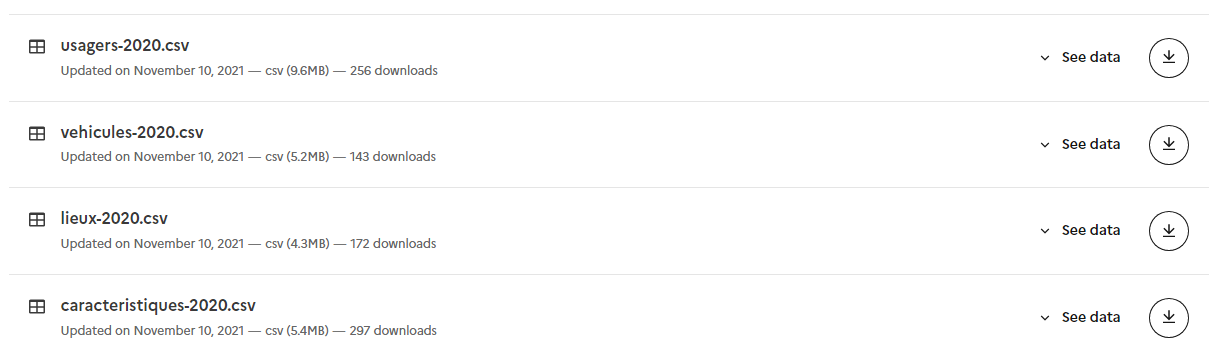 usagers-2020.csv
Updated on November 10, 2021 — csv (9.6MB) — 256 downloads
See data
vehicules-2020.csv
Updated on November 10, 2021 — csv (5.2MB) — 143 downloads
See data
lieux-2020.csv
Updated on November 10, 2021 — csv (4.3MB) — 172 downloads
See data
caracteristiques-2020.csv
Updated on November 10, 2021 — csv (5.4MB) — 297 downloads
See data